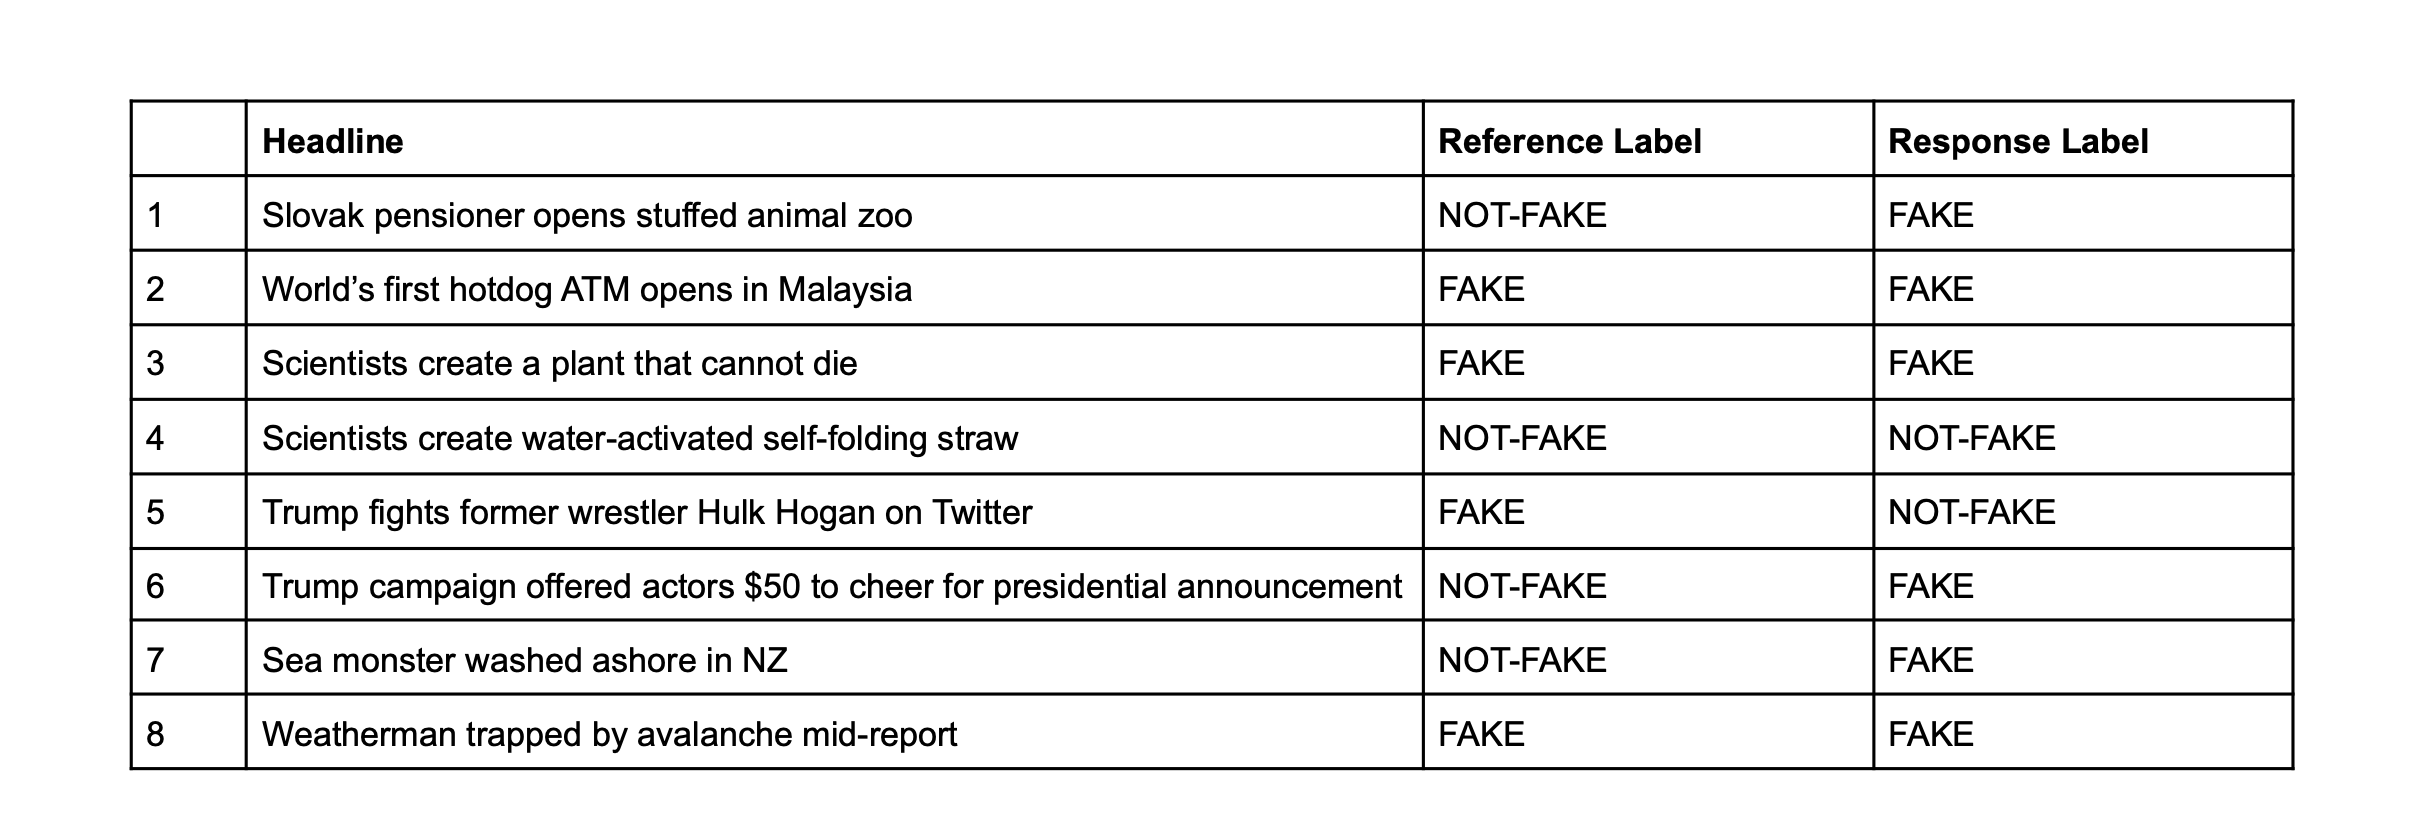 Headline Reference Label Response Label
1 Slovak pensioner opens stuffed animal zoo NOT-FAKE FAKE
2 World’s first hotdog ATM opens in Malaysia FAKE FAKE
3 Scientists create a plant that cannot die FAKE FAKE
4 Scientists create water-activated self-folding straw NOT-FAKE NOT-FAKE
5 Trump fights former wrestler Hulk Hogan on Twitter FAKE NOT-FAKE
6 Trump campaign offered actors $50 to cheer for presidential announcement NOT-FAKE FAKE
7 Sea monster washed ashore in NZ NOT-FAKE FAKE
8 Weatherman trapped by avalanche mid-report FAKE FAKE